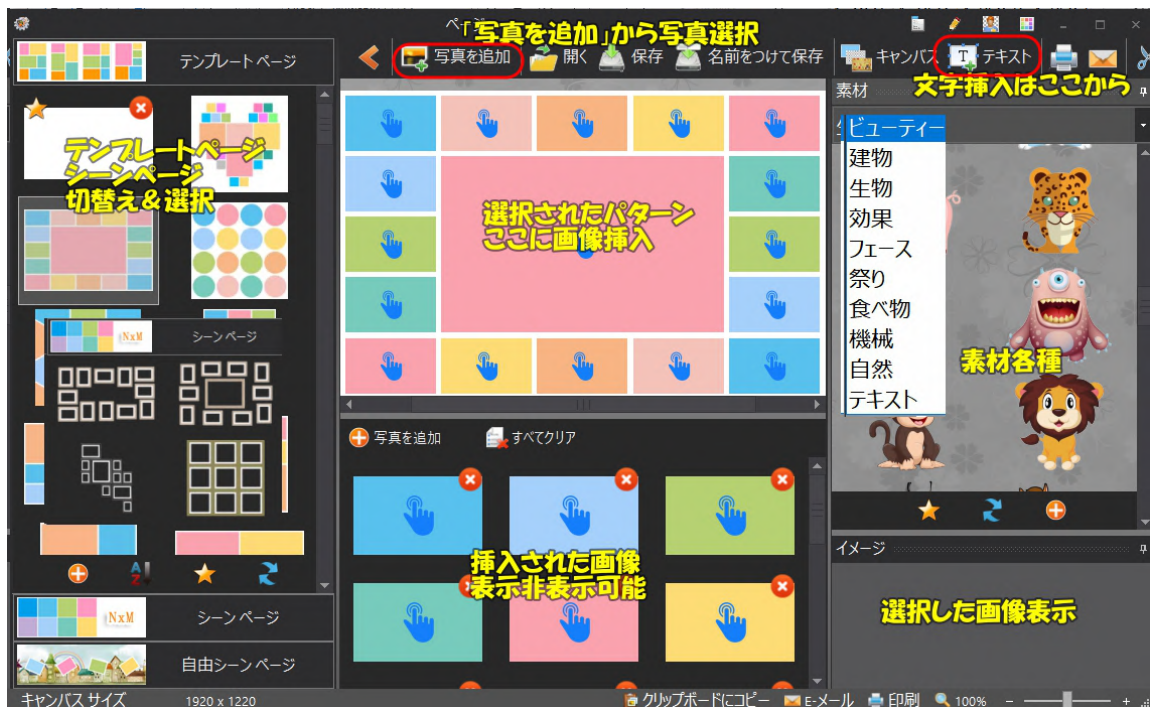 ページ
「写真を追加」から写真選択
テンプレートページ
写真を追加
開く
保存
名前をつけて保存
キャンバス
テキスト
文字挿入はここから
素材
テンプレートページ
シーンページ
切替え＆選択
ビューティー
建物
生物
効果
フェース
祭り
食べ物
機械
自然
テキスト
選択されたパターン
ここに画像挿入
素材各種
NxM
シーンページ
写真を追加
すべてクリア
挿入された画像
表示非表示可能
イメージ
選択した画像表示
NxM
シーンページ
自由シーンページ
キャンバス サイズ
1920 x 1220
クリップボードにコピー
E-メール
印刷
100%